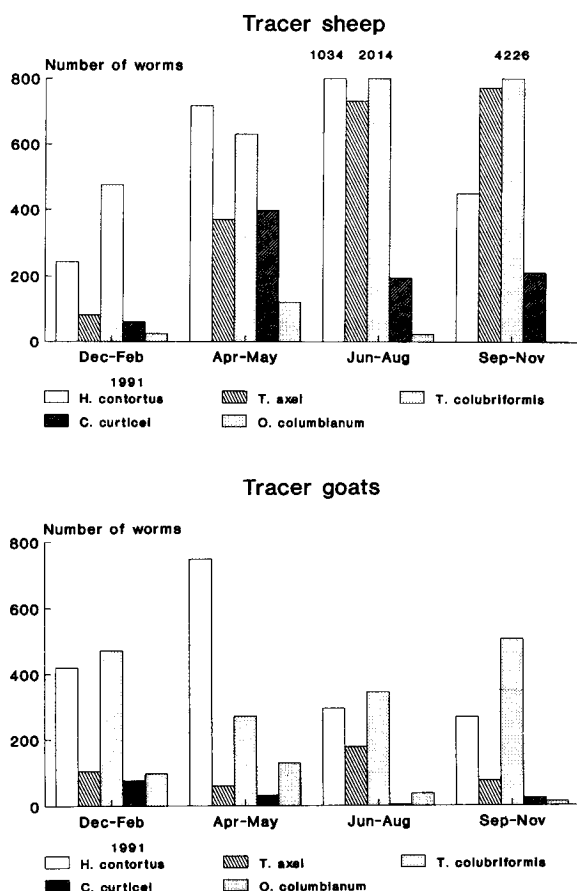 Tracer sheep
1034 2014 4226
Number of worms
800
600
400
200
0
Dec-Feb Apr-May Jun-Aug Sep-Nov
1991
H. contortus T. axei T. colubriformis
C. curticei O. columbianum
Tracer goats
Number of worms
800
600
400
200
0
Dec-Feb Apr-May Jun-Aug Sep-Nov
1991
H. contortus T. axei T. colubriformis
C. curticei O. columbianum